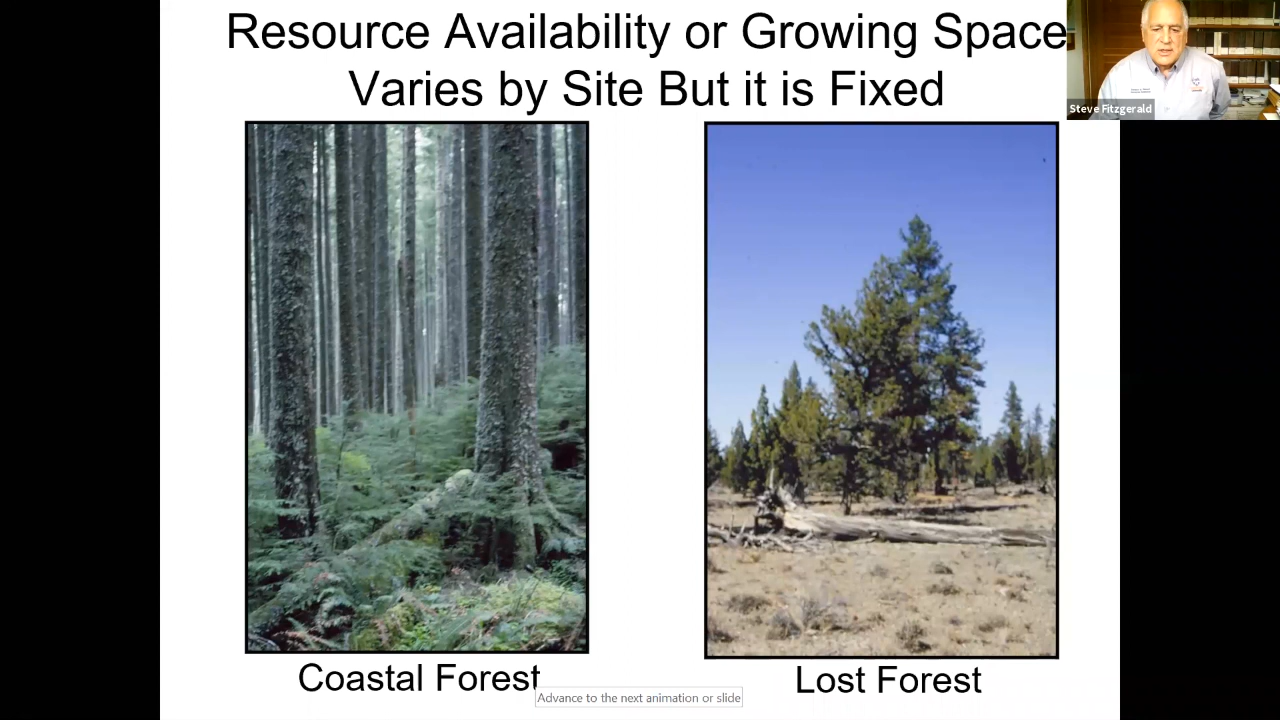 Resource Availability or Growing Space
Varies by Site But it is Fixed
Steve Fitzgerald
Coastal Forest
Lost Forest
Advance to the next animation or slide